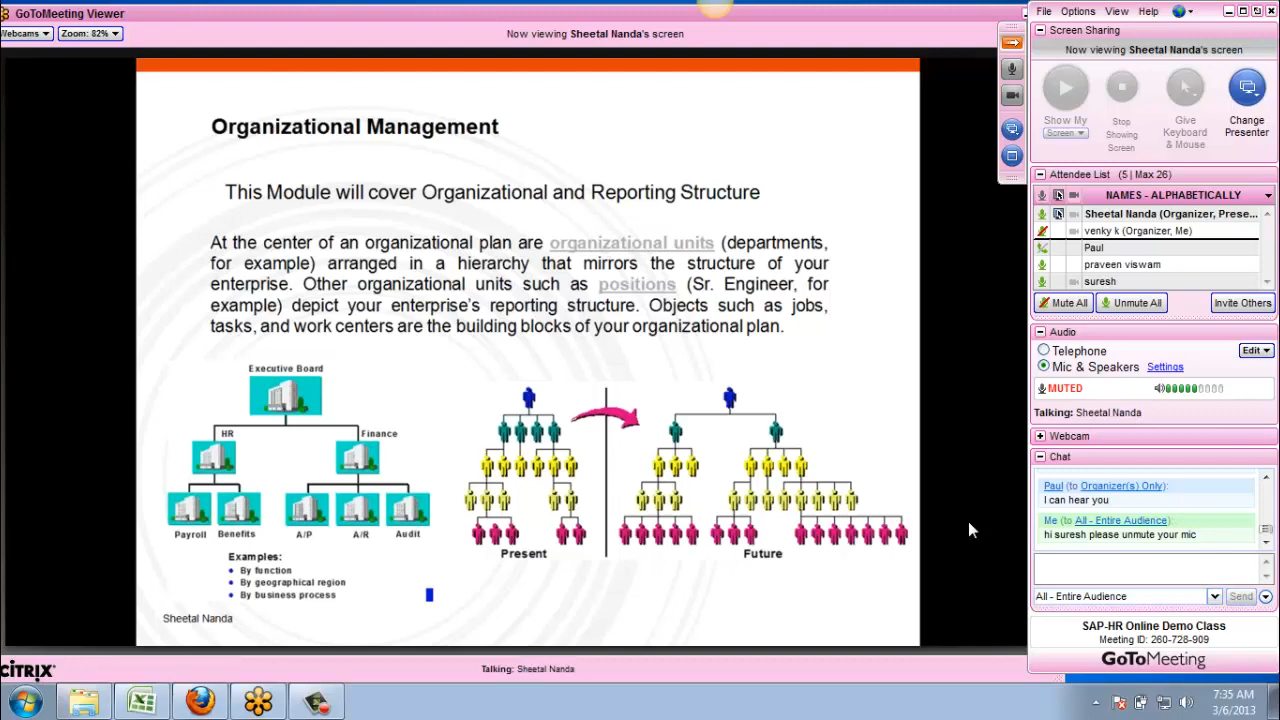 GoToMeeting Viewer
Webcams
Zoom: 82%
Now viewing Sheetal Nanda's screen
Organizational Management
This Module will cover Organizational and Reporting Structure
At the center of an organizational plan are organizational units (departments,
for example) arranged in a hierarchy that mirrors the structure of your
enterprise. Other organizational units such as positions (Sr. Engineer, for
example) depict your enterprise's reporting structure. Objects such as jobs,
tasks, and work centers are the building blocks of your organizational plan.
Executive Board
HR
Finance
Payroll
Benefits
A/P
A/R
Audit
Examples:
By function
By geographical region
By business process
Present
Future
Sheetal Nanda
CITRIX
Talking: Sheetal Nanda
File Options View Help
Screen Sharing
Now viewing Sheetal Nanda's screen
Show My
Screen
Stop
Showing
Screen
Give
Keyboard
& Mouse
Change
Presenter
Attendee List ( 5 | Max 26)
NAMES - ALPHABETICALLY
Sheetal Nanda (Organizer, Prese...
venky k (Organizer, Me)
Paul
praveen viswam
suresh
Mute All
Unmute All
Invite Others
Audio
Telephone
Edit
Mic & Speakers Settings
MUTED
Talking: Sheetal Nanda
Webcam
Chat
Paul (to Organizer(s) Only):
I can hear you
Me (to All - Entire Audience):
hi suresh please unmute your mic
All - Entire Audience
Send
SAP-HR Online Demo Class
Meeting ID: 260-728-909
GoToMeeting
7:35 AM
3/6/2013